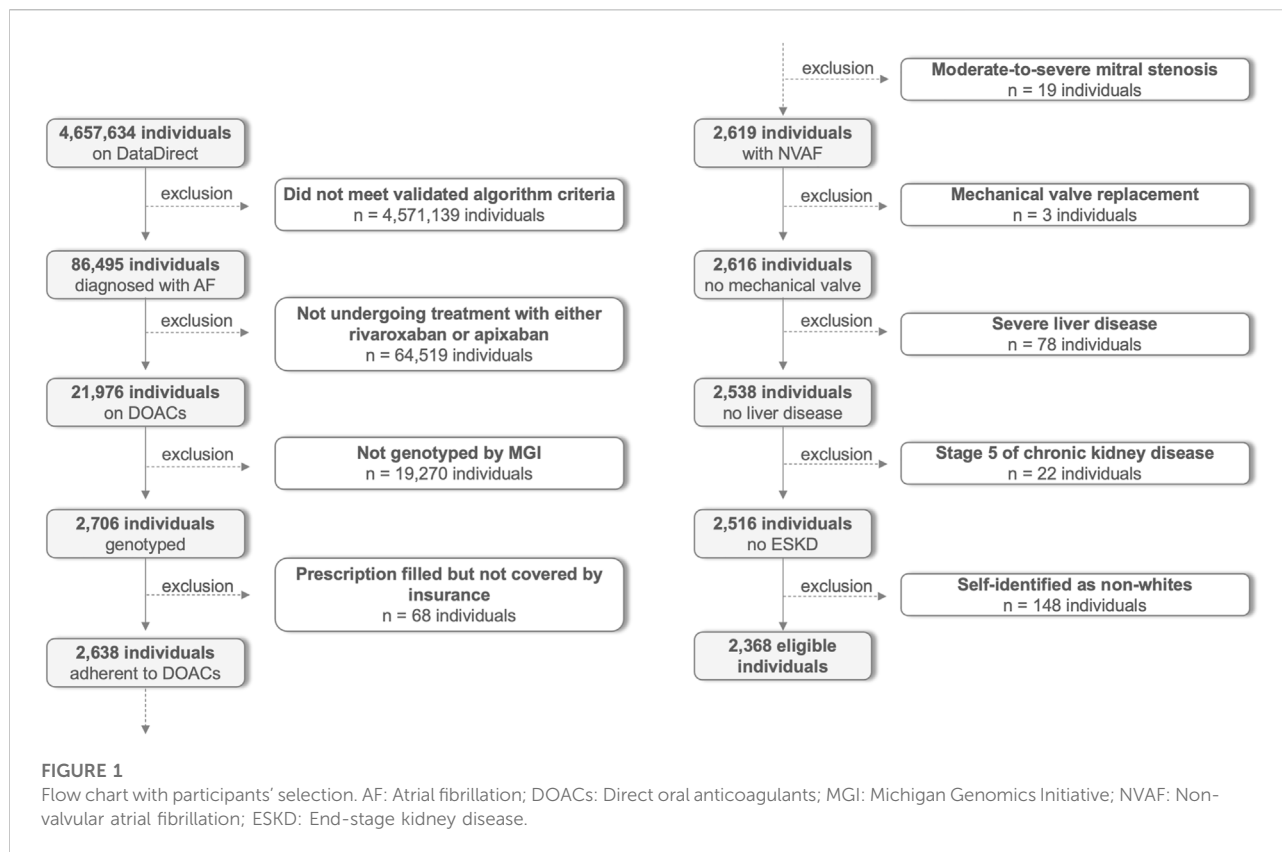 4,657,634 individuals
on DataDirect
exclusion
Did not meet validated algorithm criteria
n = 4,571,139 individuals
86,495 individuals
diagnosed with AF
exclusion
Not undergoing treatment with either
rivaroxaban or apixaban
n = 64,519 individuals
21,976 individuals
on DOACs
exclusion
Not genotyped by MGI
n = 19,270 individuals
2,706 individuals
genotyped
exclusion
Prescription filled but not covered by
insurance
n = 68 individuals
2,638 individuals
adherent to DOACs
exclusion
Moderate-to-severe mitral stenosis
n = 19 individuals
2,619 individuals
with NVAF
exclusion
Mechanical valve replacement
n = 3 individuals
2,616 individuals
no mechanical valve
exclusion
Severe liver disease
n = 78 individuals
2,538 individuals
no liver disease
exclusion
Stage 5 of chronic kidney disease
n = 22 individuals
2,516 individuals
no ESKD
exclusion
Self-identified as non-whites
n = 148 individuals
2,368 eligible
individuals
FIGURE 1
Flow chart with participants' selection. AF: Atrial fibrillation; DOACs: Direct oral anticoagulants; MGI: Michigan Genomics Initiative; NVAF: Non-
valvular atrial fibrillation; ESKD: End-stage kidney disease.